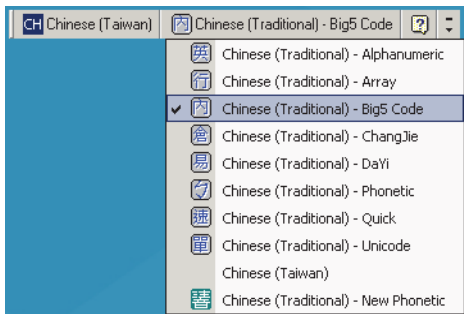 CH Chinese (Taiwan) 內 Chinese (Traditional) - Big5 Code ?
英 Chinese (Traditional) - Alphanumeric
行 Chinese (Traditional) - Array
內 Chinese (Traditional) - Big5 Code
倉 Chinese (Traditional) - ChangJie
易 Chinese (Traditional) - DaYi
ㄅ Chinese (Traditional) - Phonetic
速 Chinese (Traditional) - Quick
單 Chinese (Traditional) - Unicode
Chinese (Taiwan)
Chinese (Traditional) - New Phonetic